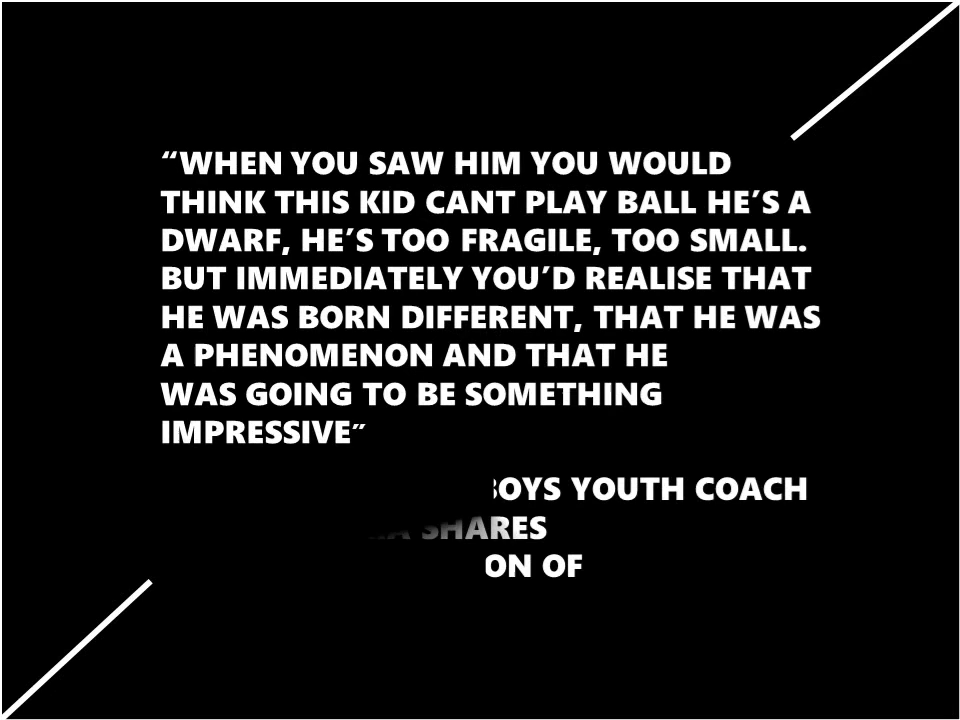 “WHEN YOU SAW HIM YOU WOULD
THINK THIS KID CANT PLAY BALL HE’S A
DWARF, HE’S TOO FRAGILE, TOO SMALL.
BUT IMMEDIATELY YOU’D REALISE THAT
HE WAS BORN DIFFERENT, THAT HE WAS
A PHENOMENON AND THAT HE
WAS GOING TO BE SOMETHING
IMPRESSIVE”
YOUTH COACH
SHARES
OF